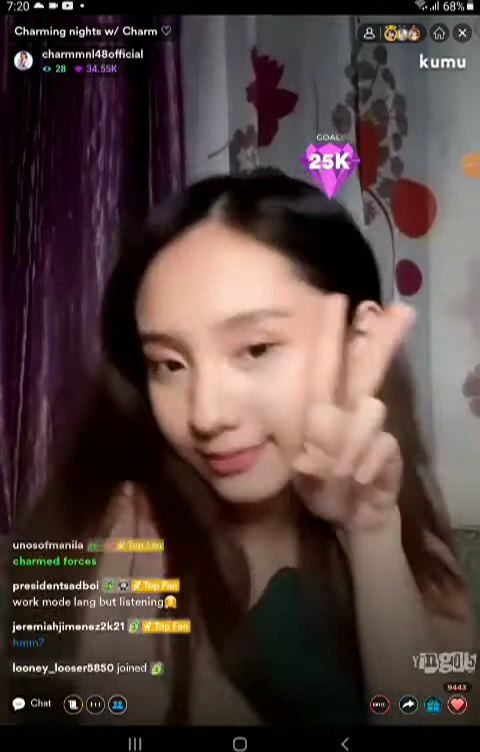 7:20
68%
Charming nights w/ Charm ♡
charmmnl48official
28 34.55K
kumu
GOAL:
25K
unosofmanila Top Fan
charmed forces
presidentsadboi Top Fan
work mode lang but listening
jeremiahjimenez2k21 Top Fan
hmm?
looney_looser5850 joined
9443
Chat